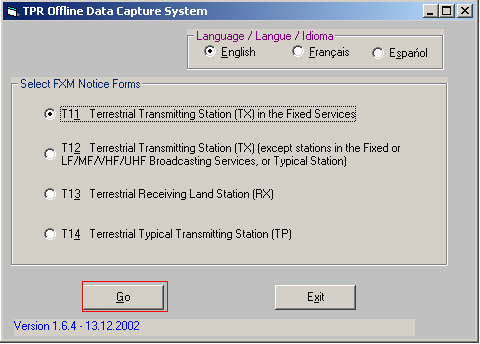 TPR Offline Data Capture System
Language / Langue / Idioma
English
Français
Español
Select FXM Notice Forms
T11 Terrestrial Transmitting Station (TX) in the Fixed Services
T12 Terrestrial Transmitting Station (TX) (except stations in the Fixed or
LF/MF/VHF/UHF Broadcasting Services, or Typical Station)
T13 Terrestrial Receiving Land Station (RX)
T14 Terrestrial Typical Transmitting Station (TP)
Go
Exit
Version 1.6.4 - 13.12.2002